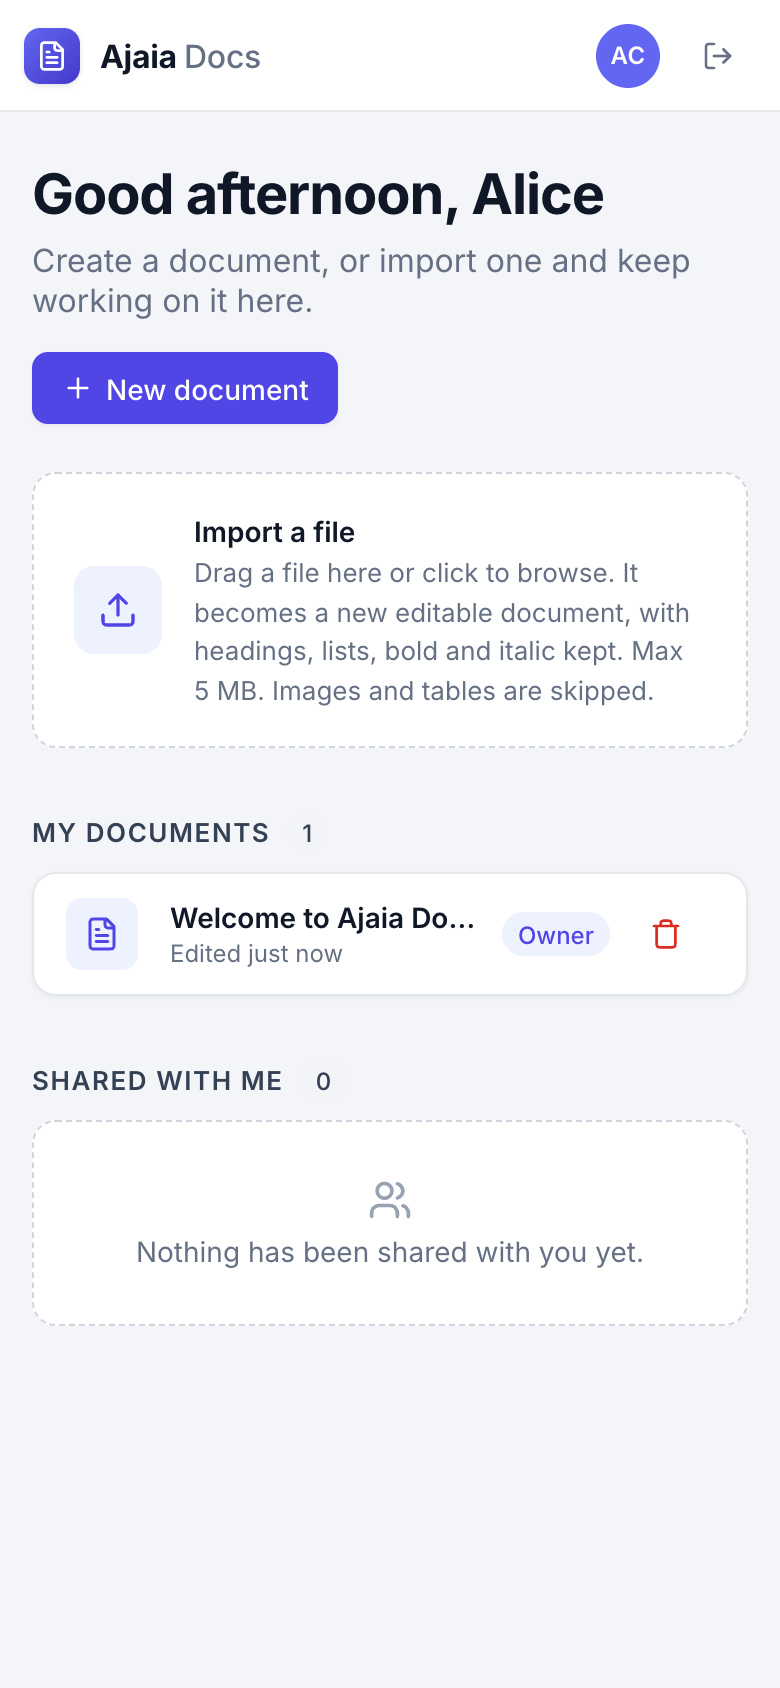 Ajaia Docs
AC
Good afternoon, Alice
Create a document, or import one and keep
working on it here.
New document
Import a file
Drag a file here or click to browse. It
becomes a new editable document, with
headings, lists, bold and italic kept. Max
5 MB. Images and tables are skipped.
MY DOCUMENTS 1
Welcome to Ajaia Do...
Owner
Edited just now
SHARED WITH ME 0
Nothing has been shared with you yet.